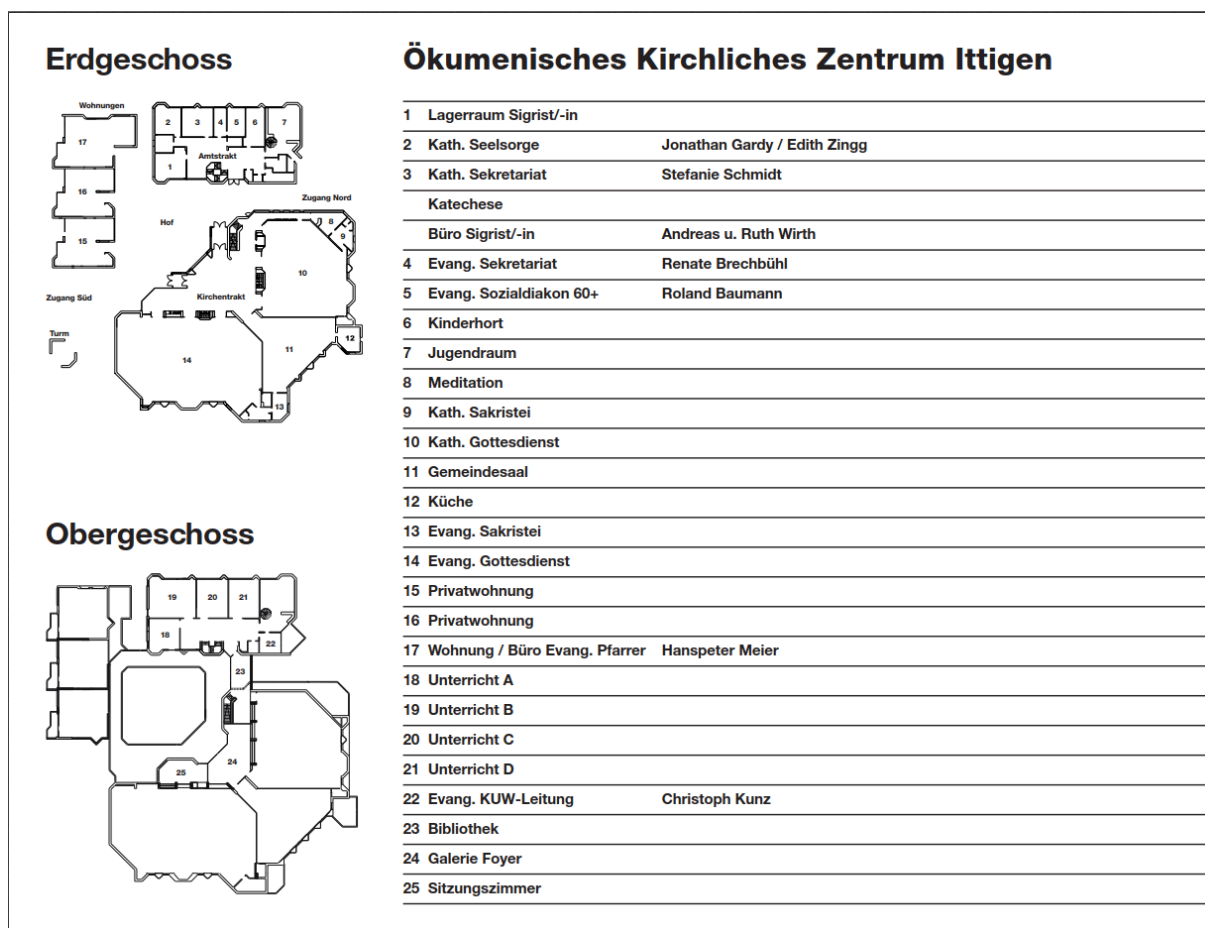 Erdgeschoss
Wohnungen
17
16
15
2 3 4 5 6 7
Amtstrakt
1
Zugang Nord
Hof
8
9
10
Zugang Süd
Kirchentrakt
Turm
12
11
14
13
Obergeschoss
19 20 21
18
22
23
24
25
Ökumenisches Kirchliches Zentrum Ittigen
1 Lagerraum Sigrist/-in
2 Kath. Seelsorge Jonathan Gardy / Edith Zingg
3 Kath. Sekretariat Stefanie Schmidt
Katechese
Büro Sigrist/-in Andreas u. Ruth Wirth
4 Evang. Sekretariat Renate Brechbühl
5 Evang. Sozialdiakon 60+ Roland Baumann
6 Kinderhort
7 Jugendraum
8 Meditation
9 Kath. Sakristei
10 Kath. Gottesdienst
11 Gemeindesaal
12 Küche
13 Evang. Sakristei
14 Evang. Gottesdienst
15 Privatwohnung
16 Privatwohnung
17 Wohnung / Büro Evang. Pfarrer Hanspeter Meier
18 Unterricht A
19 Unterricht B
20 Unterricht C
21 Unterricht D
22 Evang. KUW-Leitung Christoph Kunz
23 Bibliothek
24 Galerie Foyer
25 Sitzungszimmer